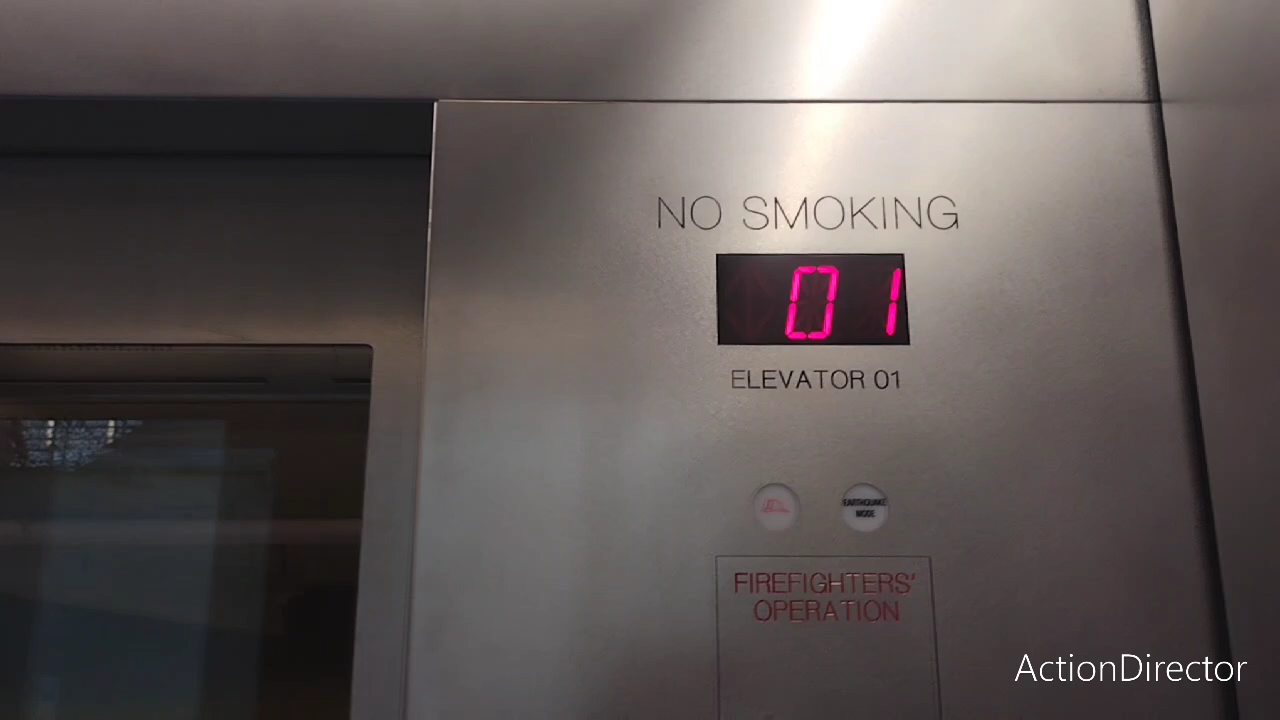 NO SMOKING
01
ELEVATOR 01
EARTHQUAKE
MODE
FIREFIGHTERS'
OPERATION
ActionDirector